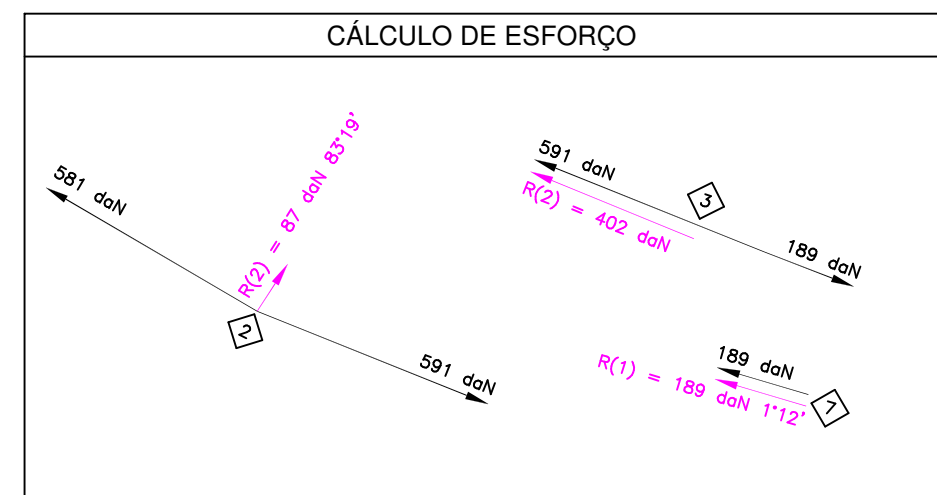 CÁLCULO DE ESFORÇO
581 daN
R(2) = 87 daN 83°19'
2
591 daN
591 daN
R(2) = 402 daN
3
189 daN
189 daN
R(1) = 189 daN 1°12'
1